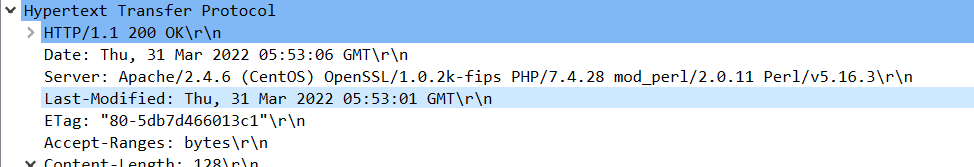 Hypertext Transfer Protocol
HTTP/1.1 200 OK\r\n
Date: Thu, 31 Mar 2022 05:53:06 GMT\r\n
Server: Apache/2.4.6 (CentOS) OpenSSL/1.0.2k-fips PHP/7.4.28 mod_perl/2.0.11 Perl/v5.16.3\r\n
Last-Modified: Thu, 31 Mar 2022 05:53:01 GMT\r\n
ETag: "80-5db7d466013c1"\r\n
Accept-Ranges: bytes\r\n
Content-Length: 128\r\n